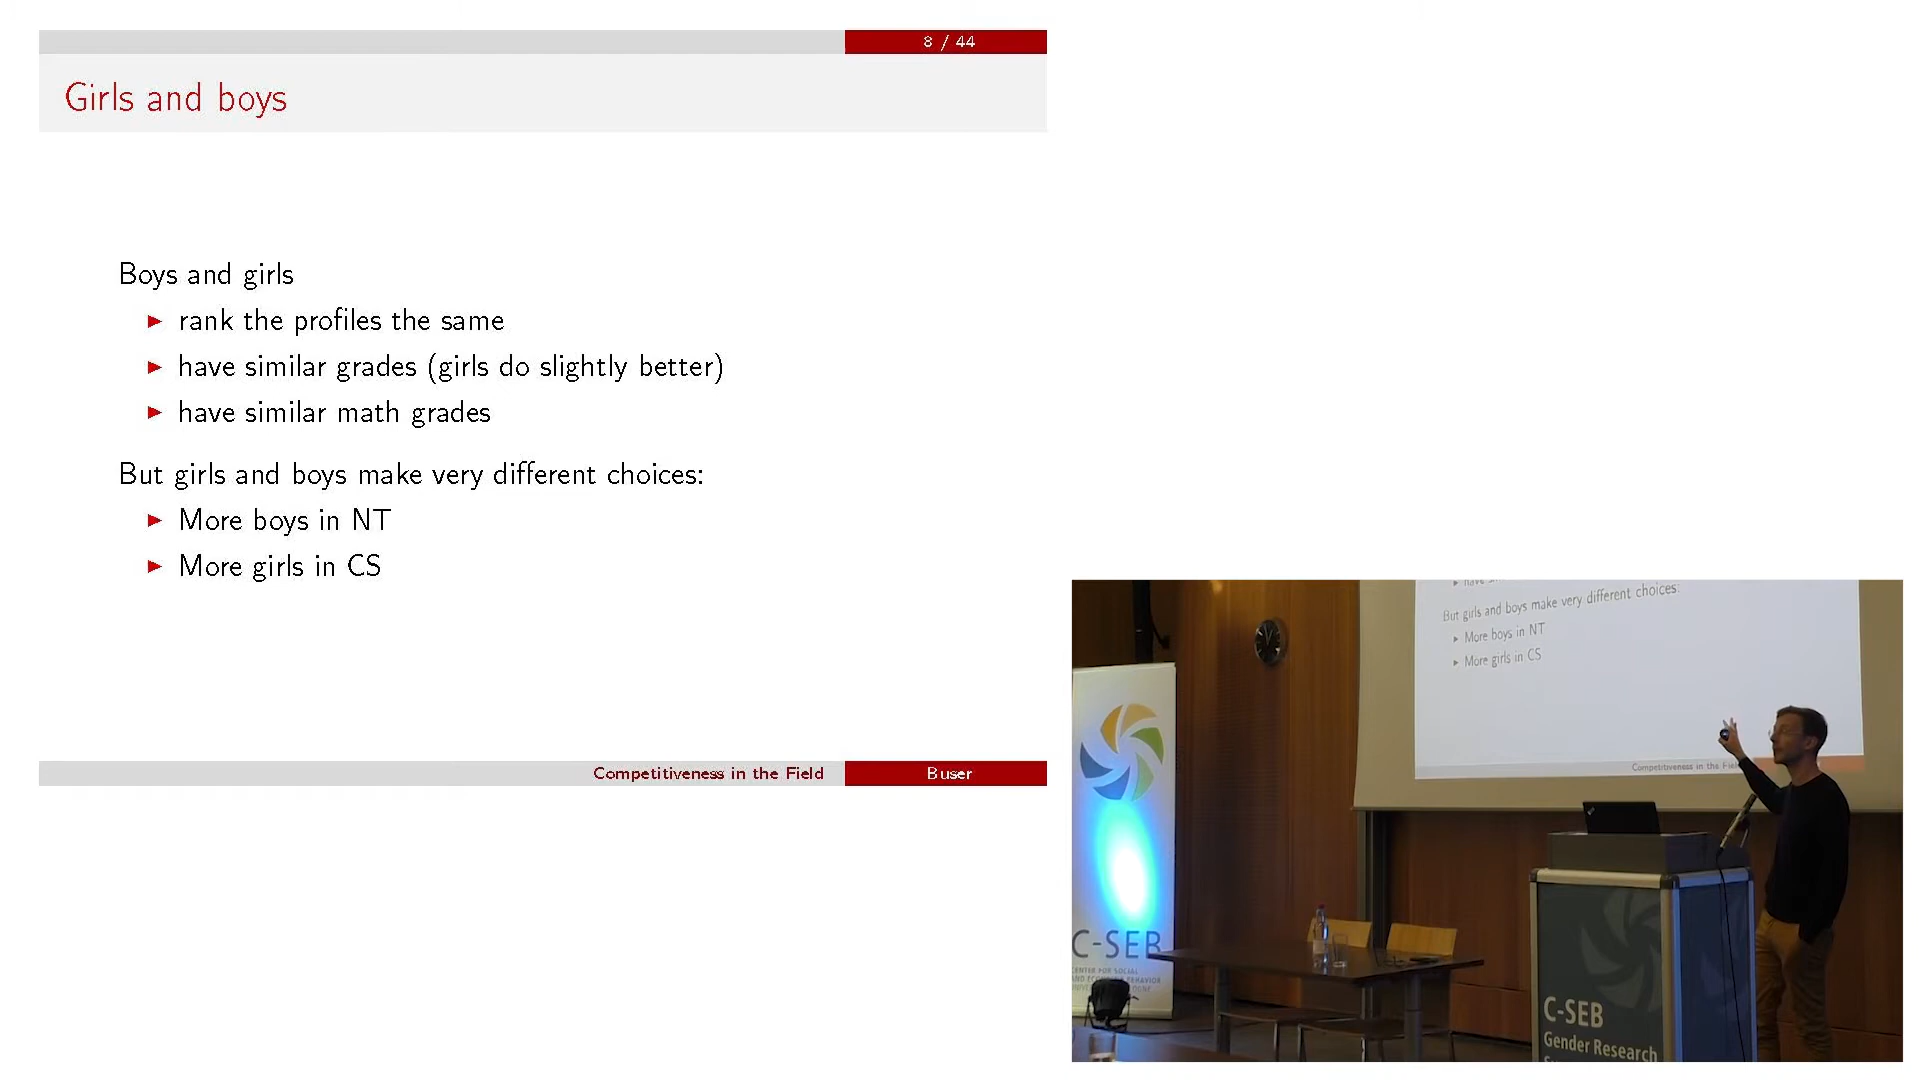 8 / 44
Girls and boys
Boys and girls
rank the profiles the same
have similar grades (girls do slightly better)
have similar math grades
But girls and boys make very different choices:
More boys in NT
More girls in CS
Competitiveness in the Field
Buser
But girls and boys make very different choices:
More boys in NT
More girls in CS
Competitiveness in the Field
C-SEB
CENTER FOR SOCIAL
C-SEB
Gender Research